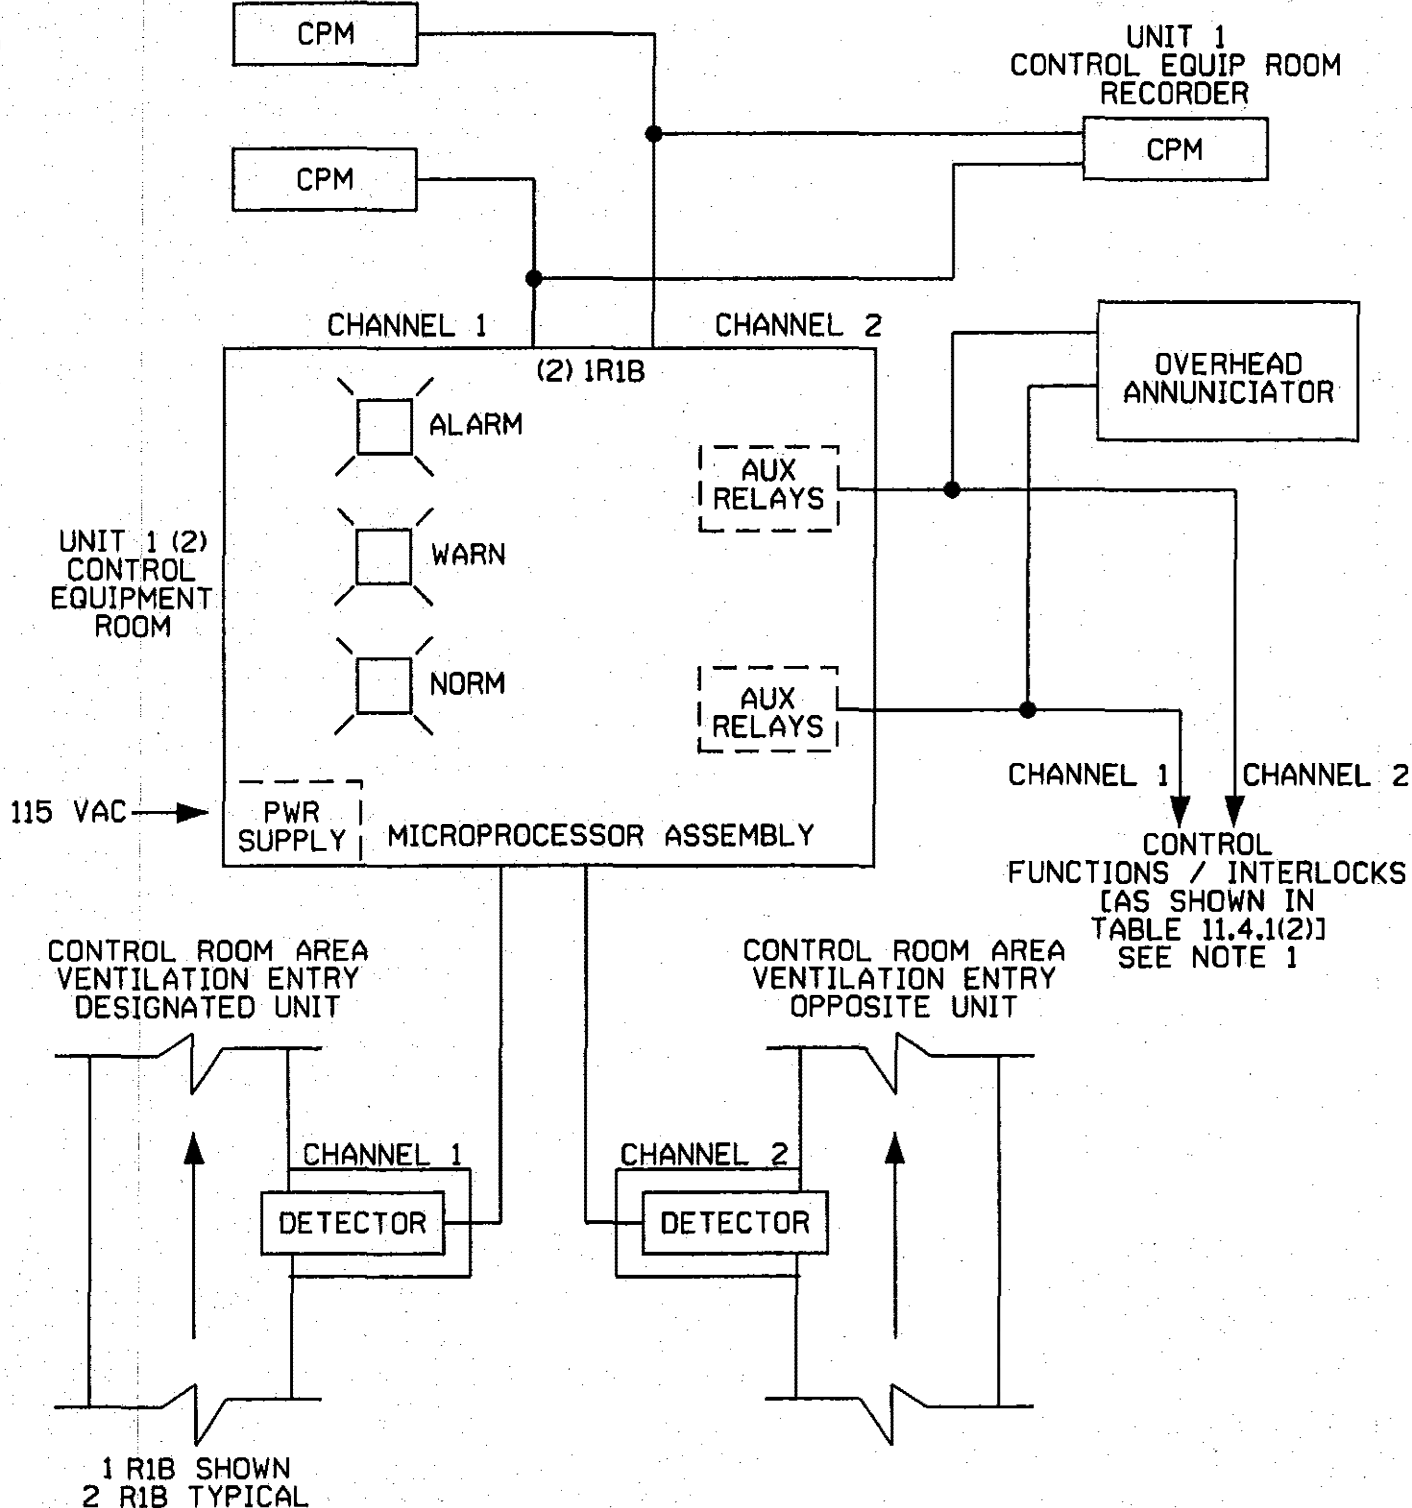 CPM
UNIT 1
CONTROL EQUIP ROOM
RECORDER
CPM
CPM
CHANNEL 1
CHANNEL 2
(2) 1R1B
OVERHEAD
ANNUNICIATOR
ALARM
AUX
RELAYS
WARN
UNIT 1 (2)
CONTROL
EQUIPMENT
ROOM
NORM
AUX
RELAYS
CHANNEL 1
CHANNEL 2
115 VAC
PWR
SUPPLY
MICROPROCESSOR ASSEMBLY
CONTROL
FUNCTIONS / INTERLOCKS
[AS SHOWN IN
TABLE 11.4.1(2)]
SEE NOTE 1
CONTROL ROOM AREA
VENTILATION ENTRY
DESIGNATED UNIT
CONTROL ROOM AREA
VENTILATION ENTRY
OPPOSITE UNIT
CHANNEL 1
CHANNEL 2
DETECTOR
DETECTOR
1 R1B SHOWN
2 R1B TYPICAL